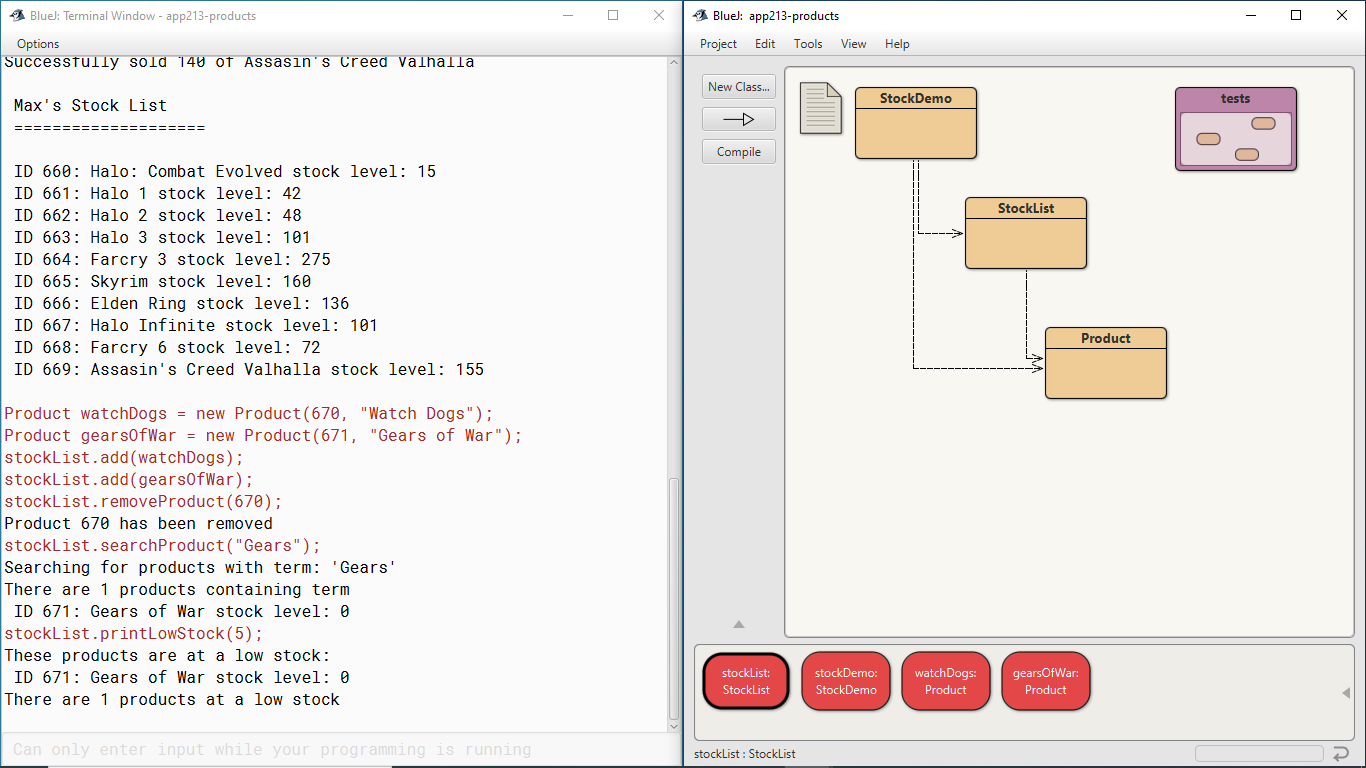 BlueJ: Terminal Window - app213-products
Options
Successfully sold 140 of Assasin's Creed Valhalla
Max's Stock List
====================
ID 660: Halo: Combat Evolved stock level: 15
ID 661: Halo 1 stock level: 42
ID 662: Halo 2 stock level: 48
ID 663: Halo 3 stock level: 101
ID 664: Farcry 3 stock level: 275
ID 665: Skyrim stock level: 160
ID 666: Elden Ring stock level: 136
ID 667: Halo Infinite stock level: 101
ID 668: Farcry 6 stock level: 72
ID 669: Assasin's Creed Valhalla stock level: 155
Product watchDogs = new Product(670, "Watch Dogs");
Product gearsOfWar = new Product(671, "Gears of War");
stockList.add(watchDogs);
stockList.add(gearsOfWar);
stockList.removeProduct(670);
Product 670 has been removed
stockList.searchProduct("Gears");
Searching for products with term: 'Gears'
There are 1 products containing term
ID 671: Gears of War stock level: 0
stockList.printLowStock(5);
These products are at a low stock:
ID 671: Gears of War stock level: 0
There are 1 products at a low stock
Can only enter input while your programming is running
BlueJ: app213-products
Project Edit Tools View Help
New Class...
Compile
StockDemo
tests
StockList
Product
stockList:
StockList
stockDemo:
StockDemo
watchDogs:
Product
gearsOfWar:
Product
stockList : StockList